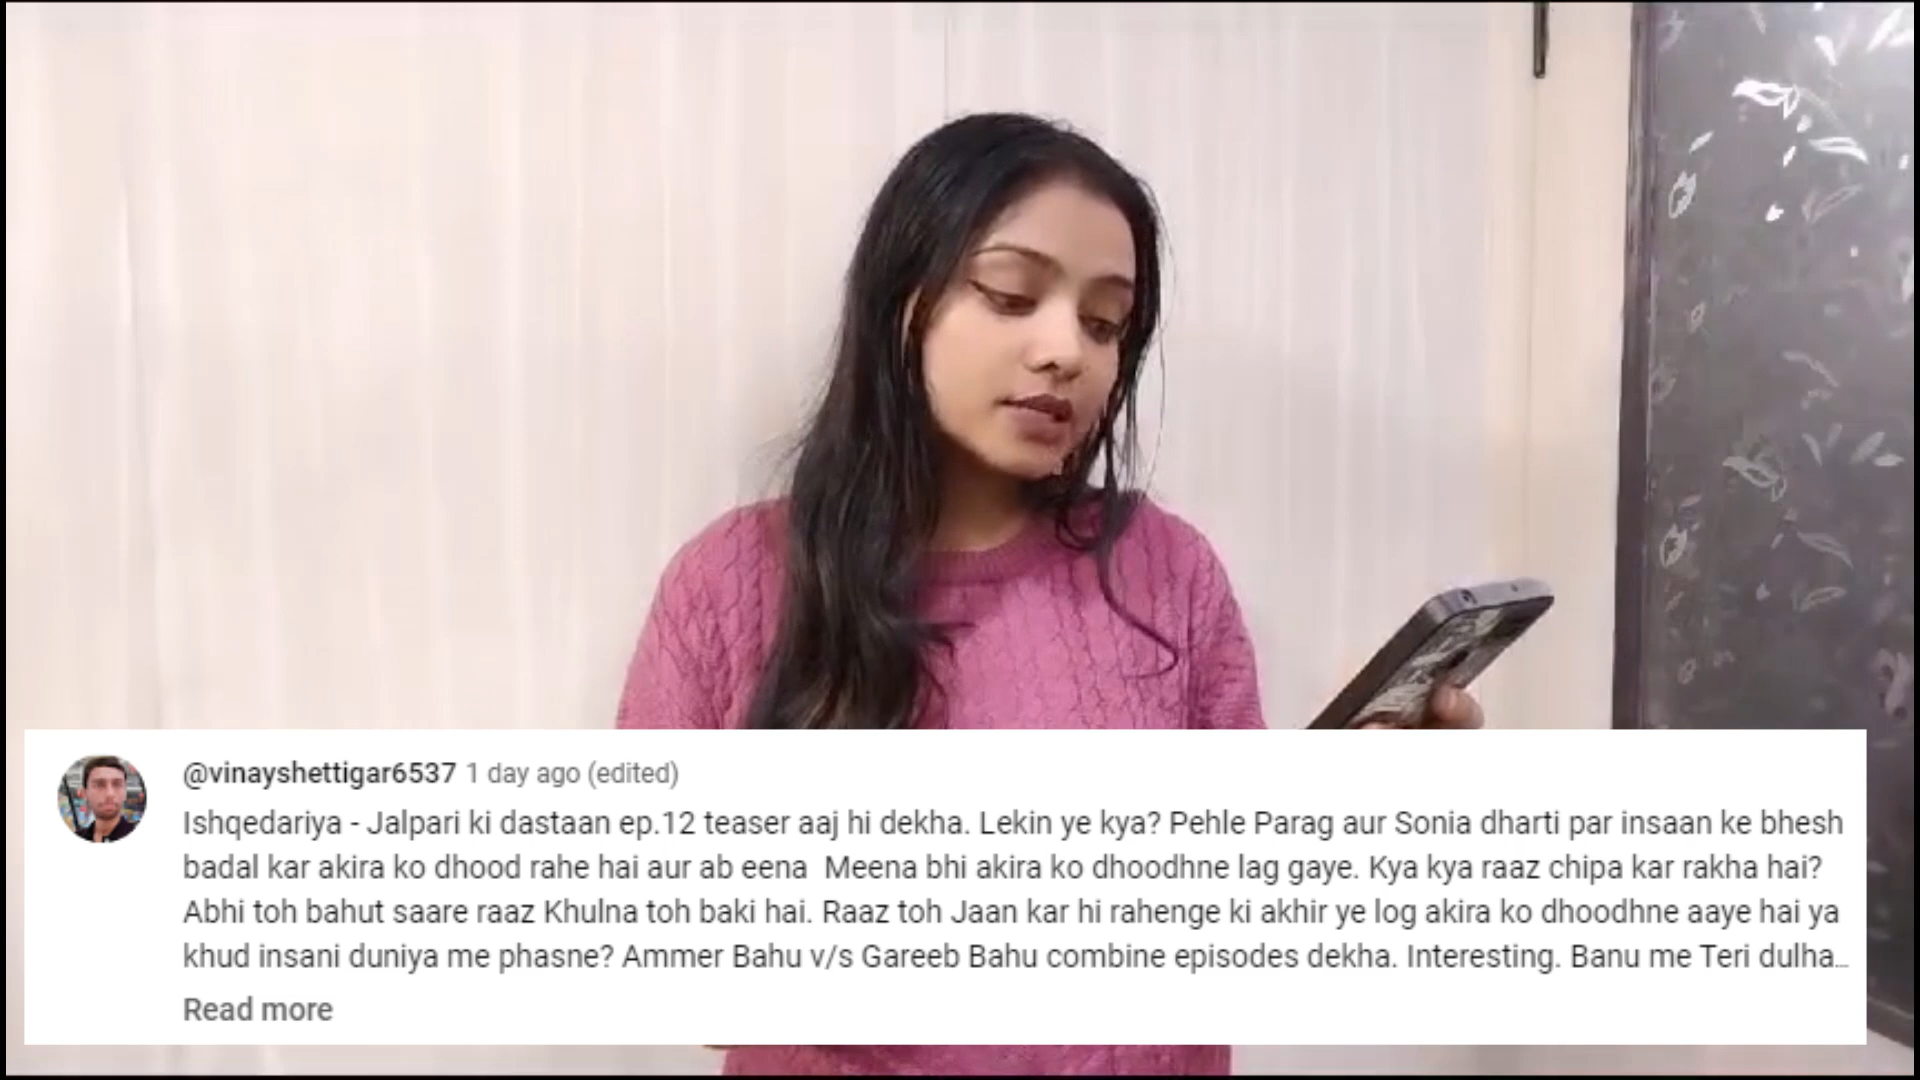 @vinayshettigar6537 1 day ago (edited)
Ishqedariya - Jalpari ki dastaan ep.12 teaser aaj hi dekha. Lekin ye kya? Pehle Parag aur Sonia dharti par insaan ke bhesh
badal kar akira ko dhood rahe hai aur ab eena  Meena bhi akira ko dhoodhne lag gaye. Kya kya raaz chipa kar rakha hai?
Abhi toh bahut saare raaz Khulna toh baki hai. Raaz toh Jaan kar hi rahenge ki akhir ye log akira ko dhoodhne aaye hai ya
khud insani duniya me phasne? Ammer Bahu v/s Gareeb Bahu combine episodes dekha. Interesting. Banu me Teri dulha...
Read more